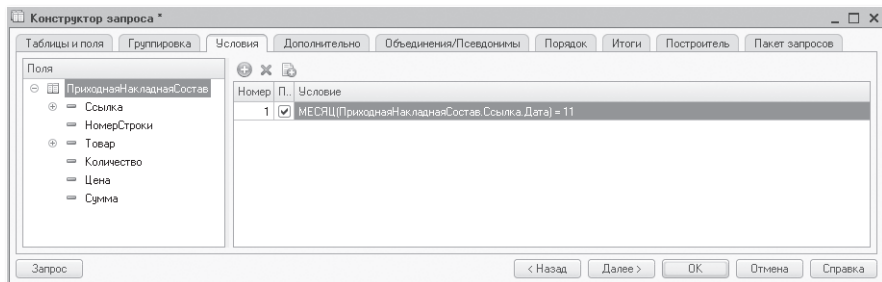 Конструктор запроса *
Таблицы и поля Группировка Условия Дополнительно Объединения/Псевдонимы Порядок Итоги Построитель Пакет запросов
Поля
ПриходнаяНакладнаяСостав
Ссылка
НомерСтроки
Товар
Количество
Цена
Сумма
Номер П.. Условие
1 МЕСЯЦ(ПриходнаяНакладнаяСостав.Ссылка.Дата) = 11
Запрос < Назад Далее > OK Отмена Справка